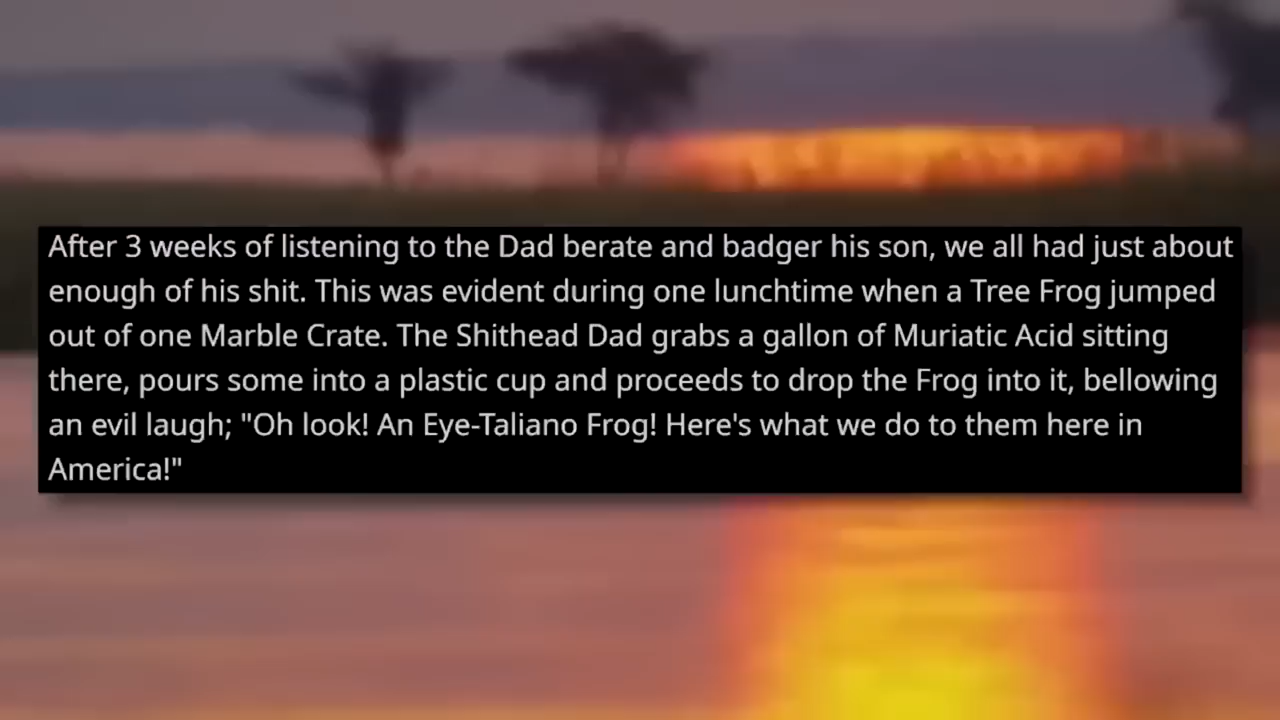 After 3 weeks of listening to the Dad berate and badger his son, we all had just about
enough of his shit. This was evident during one lunchtime when a Tree Frog jumped
out of one Marble Crate. The Shithead Dad grabs a gallon of Muriatic Acid sitting
there, pours some into a plastic cup and proceeds to drop the Frog into it, bellowing
an evil laugh; "Oh look! An Eye-Taliano Frog! Here's what we do to them here in
America!"